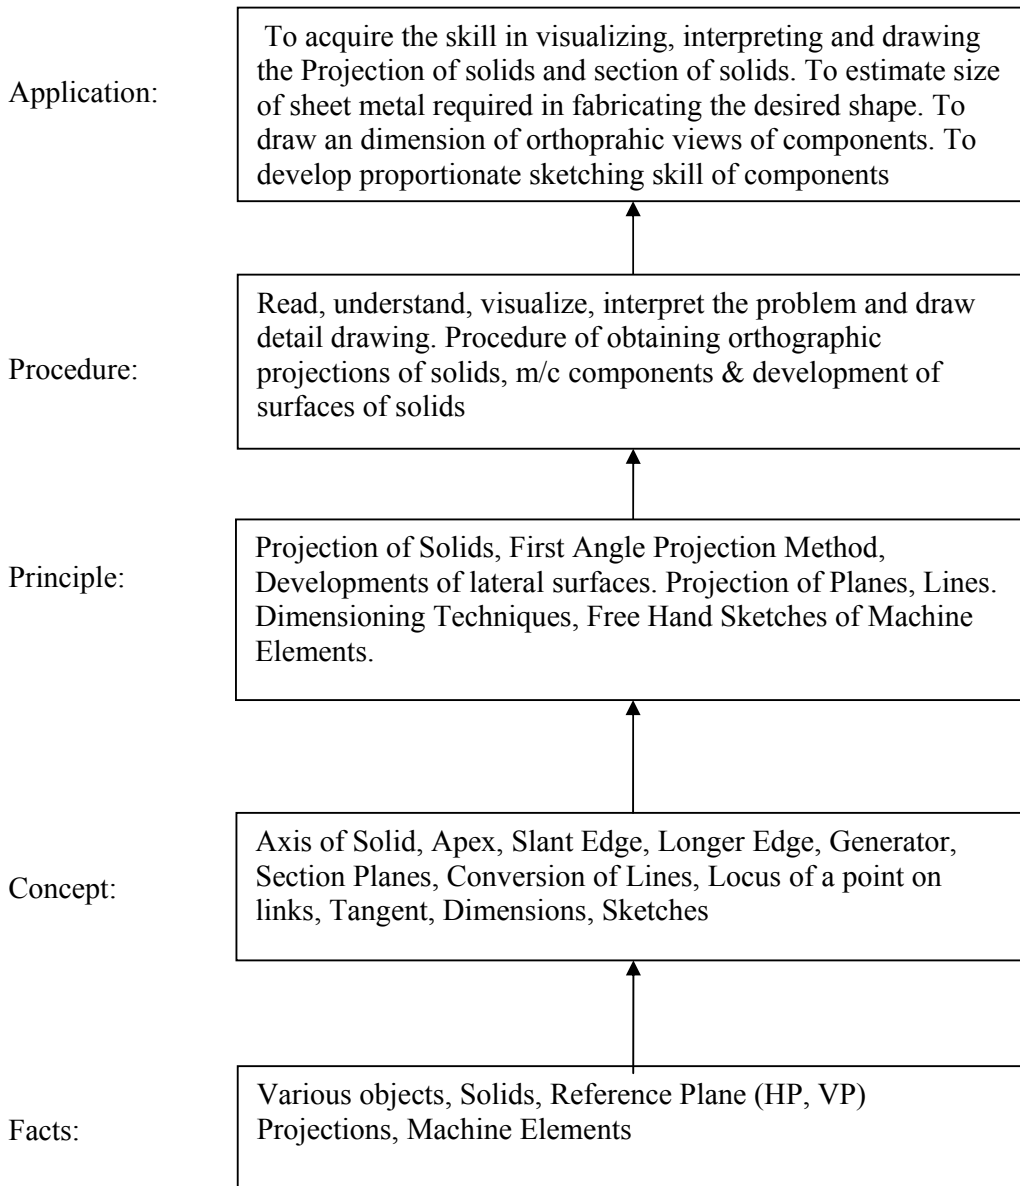 Application:
To acquire the skill in visualizing, interpreting and drawing
the Projection of solids and section of solids. To estimate size
of sheet metal required in fabricating the desired shape. To
draw an dimension of orthoprahic views of components. To
develop proportionate sketching skill of components
Procedure:
Read, understand, visualize, interpret the problem and draw
detail drawing. Procedure of obtaining orthographic
projections of solids, m/c components & development of
surfaces of solids
Principle:
Projection of Solids, First Angle Projection Method,
Developments of lateral surfaces. Projection of Planes, Lines.
Dimensioning Techniques, Free Hand Sketches of Machine
Elements.
Concept:
Axis of Solid, Apex, Slant Edge, Longer Edge, Generator,
Section Planes, Conversion of Lines, Locus of a point on
links, Tangent, Dimensions, Sketches
Facts:
Various objects, Solids, Reference Plane (HP, VP)
Projections, Machine Elements